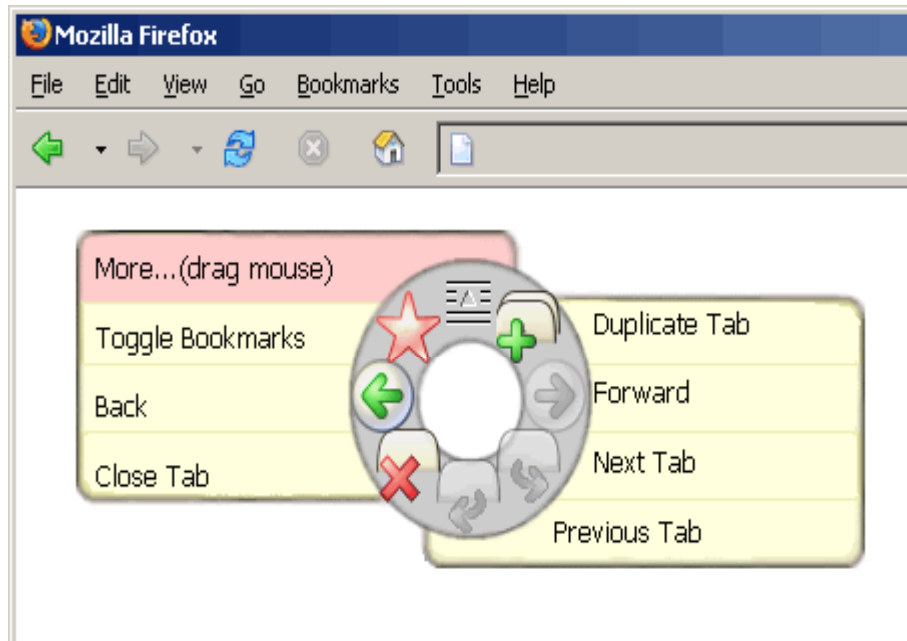 Mozilla Firefox
File Edit View Go Bookmarks Tools Help
More...(drag mouse)
Toggle Bookmarks
Back
Close Tab
Duplicate Tab
Forward
Next Tab
Previous Tab